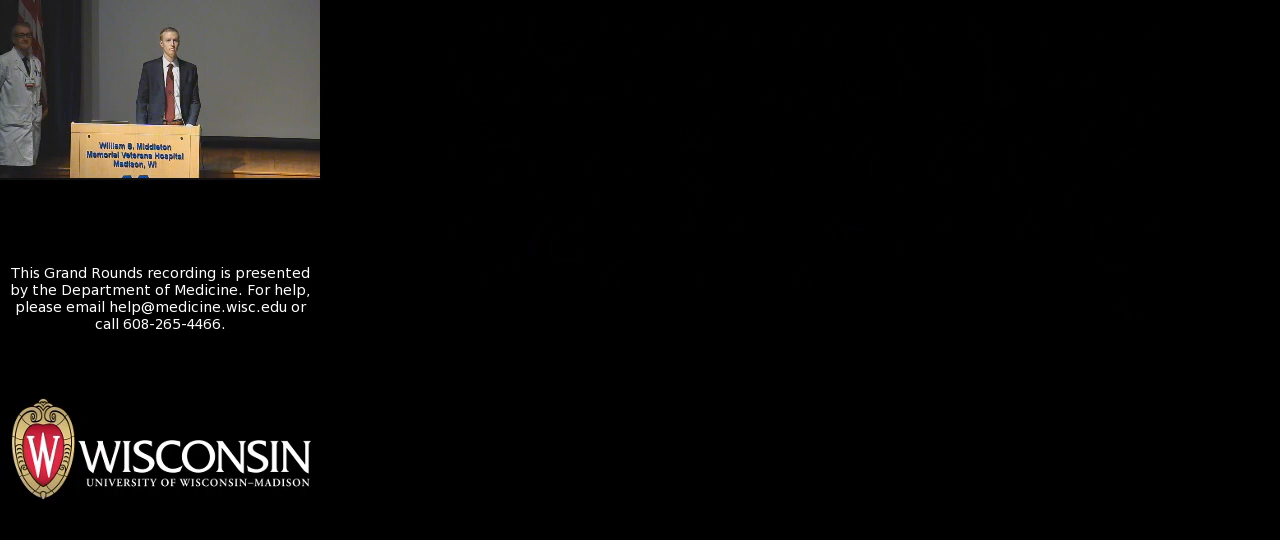 William S. Middleton
Memorial Veterans Hospital
Madison, WI
This Grand Rounds recording is presented
by the Department of Medicine. For help,
please email help@medicine.wisc.edu or
call 608-265-4466.
W
WISCONSIN
UNIVERSITY OF WISCONSIN–MADISON